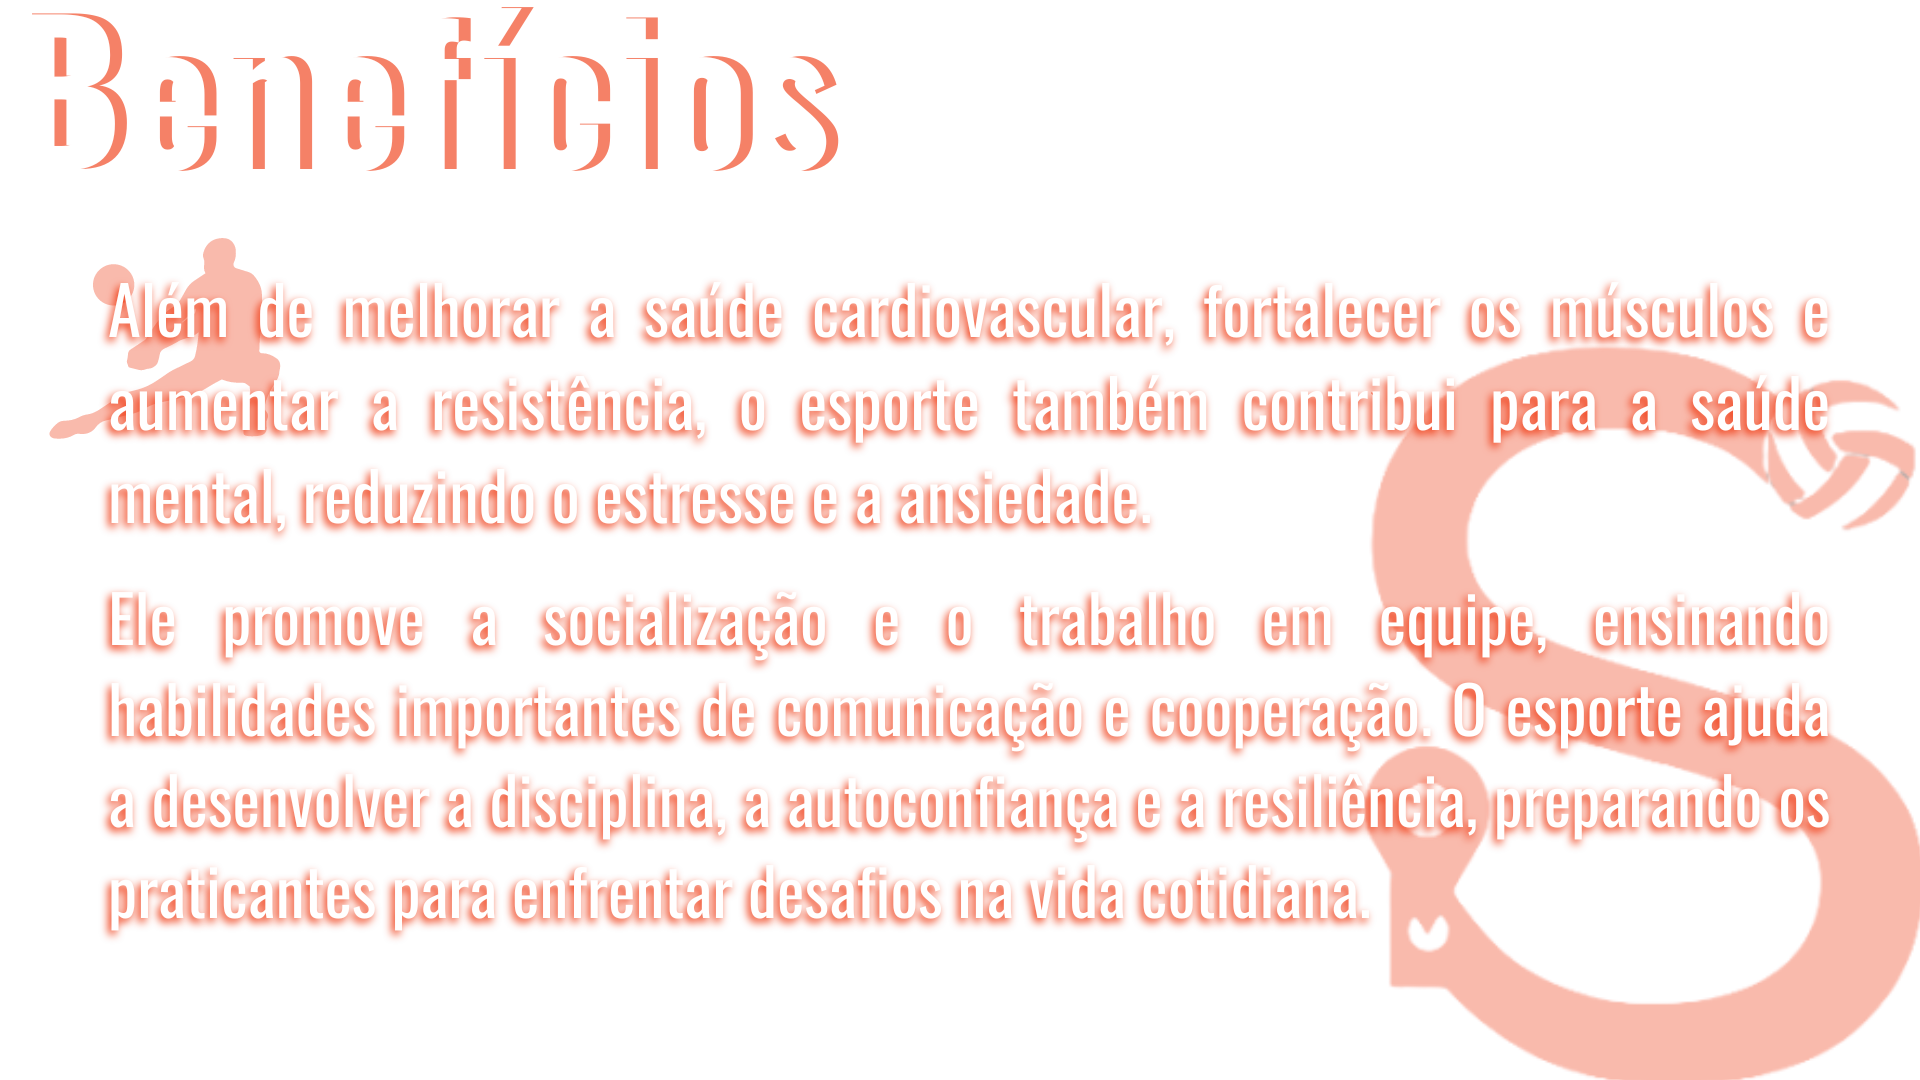 Benefícios
Além de melhorar a saúde cardiovascular, fortalecer os músculos e
aumentar a resistência, o esporte também contribui para a saúde
mental, reduzindo o estresse e a ansiedade.
Ele promove a socialização e o trabalho em equipe, ensinando
habilidades importantes de comunicação e cooperação. O esporte ajuda
a desenvolver a disciplina, a autoconfiança e a resiliência, preparando os
praticantes para enfrentar desafios na vida cotidiana.